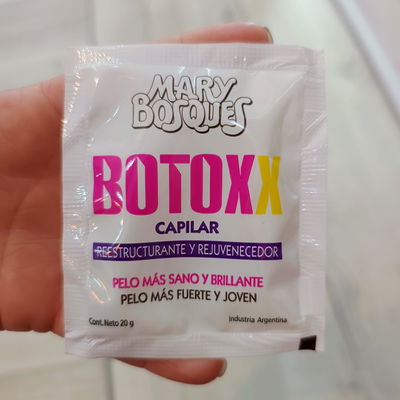 MARY
BOSQUES
BOTOXX
CAPILAR
REESTRUCTURANTE Y REJUVENECEDOR
PELO MÁS SANO Y BRILLANTE
PELO MÁS FUERTE Y JOVEN
Cont. Neto 20 g
Industria Argentina